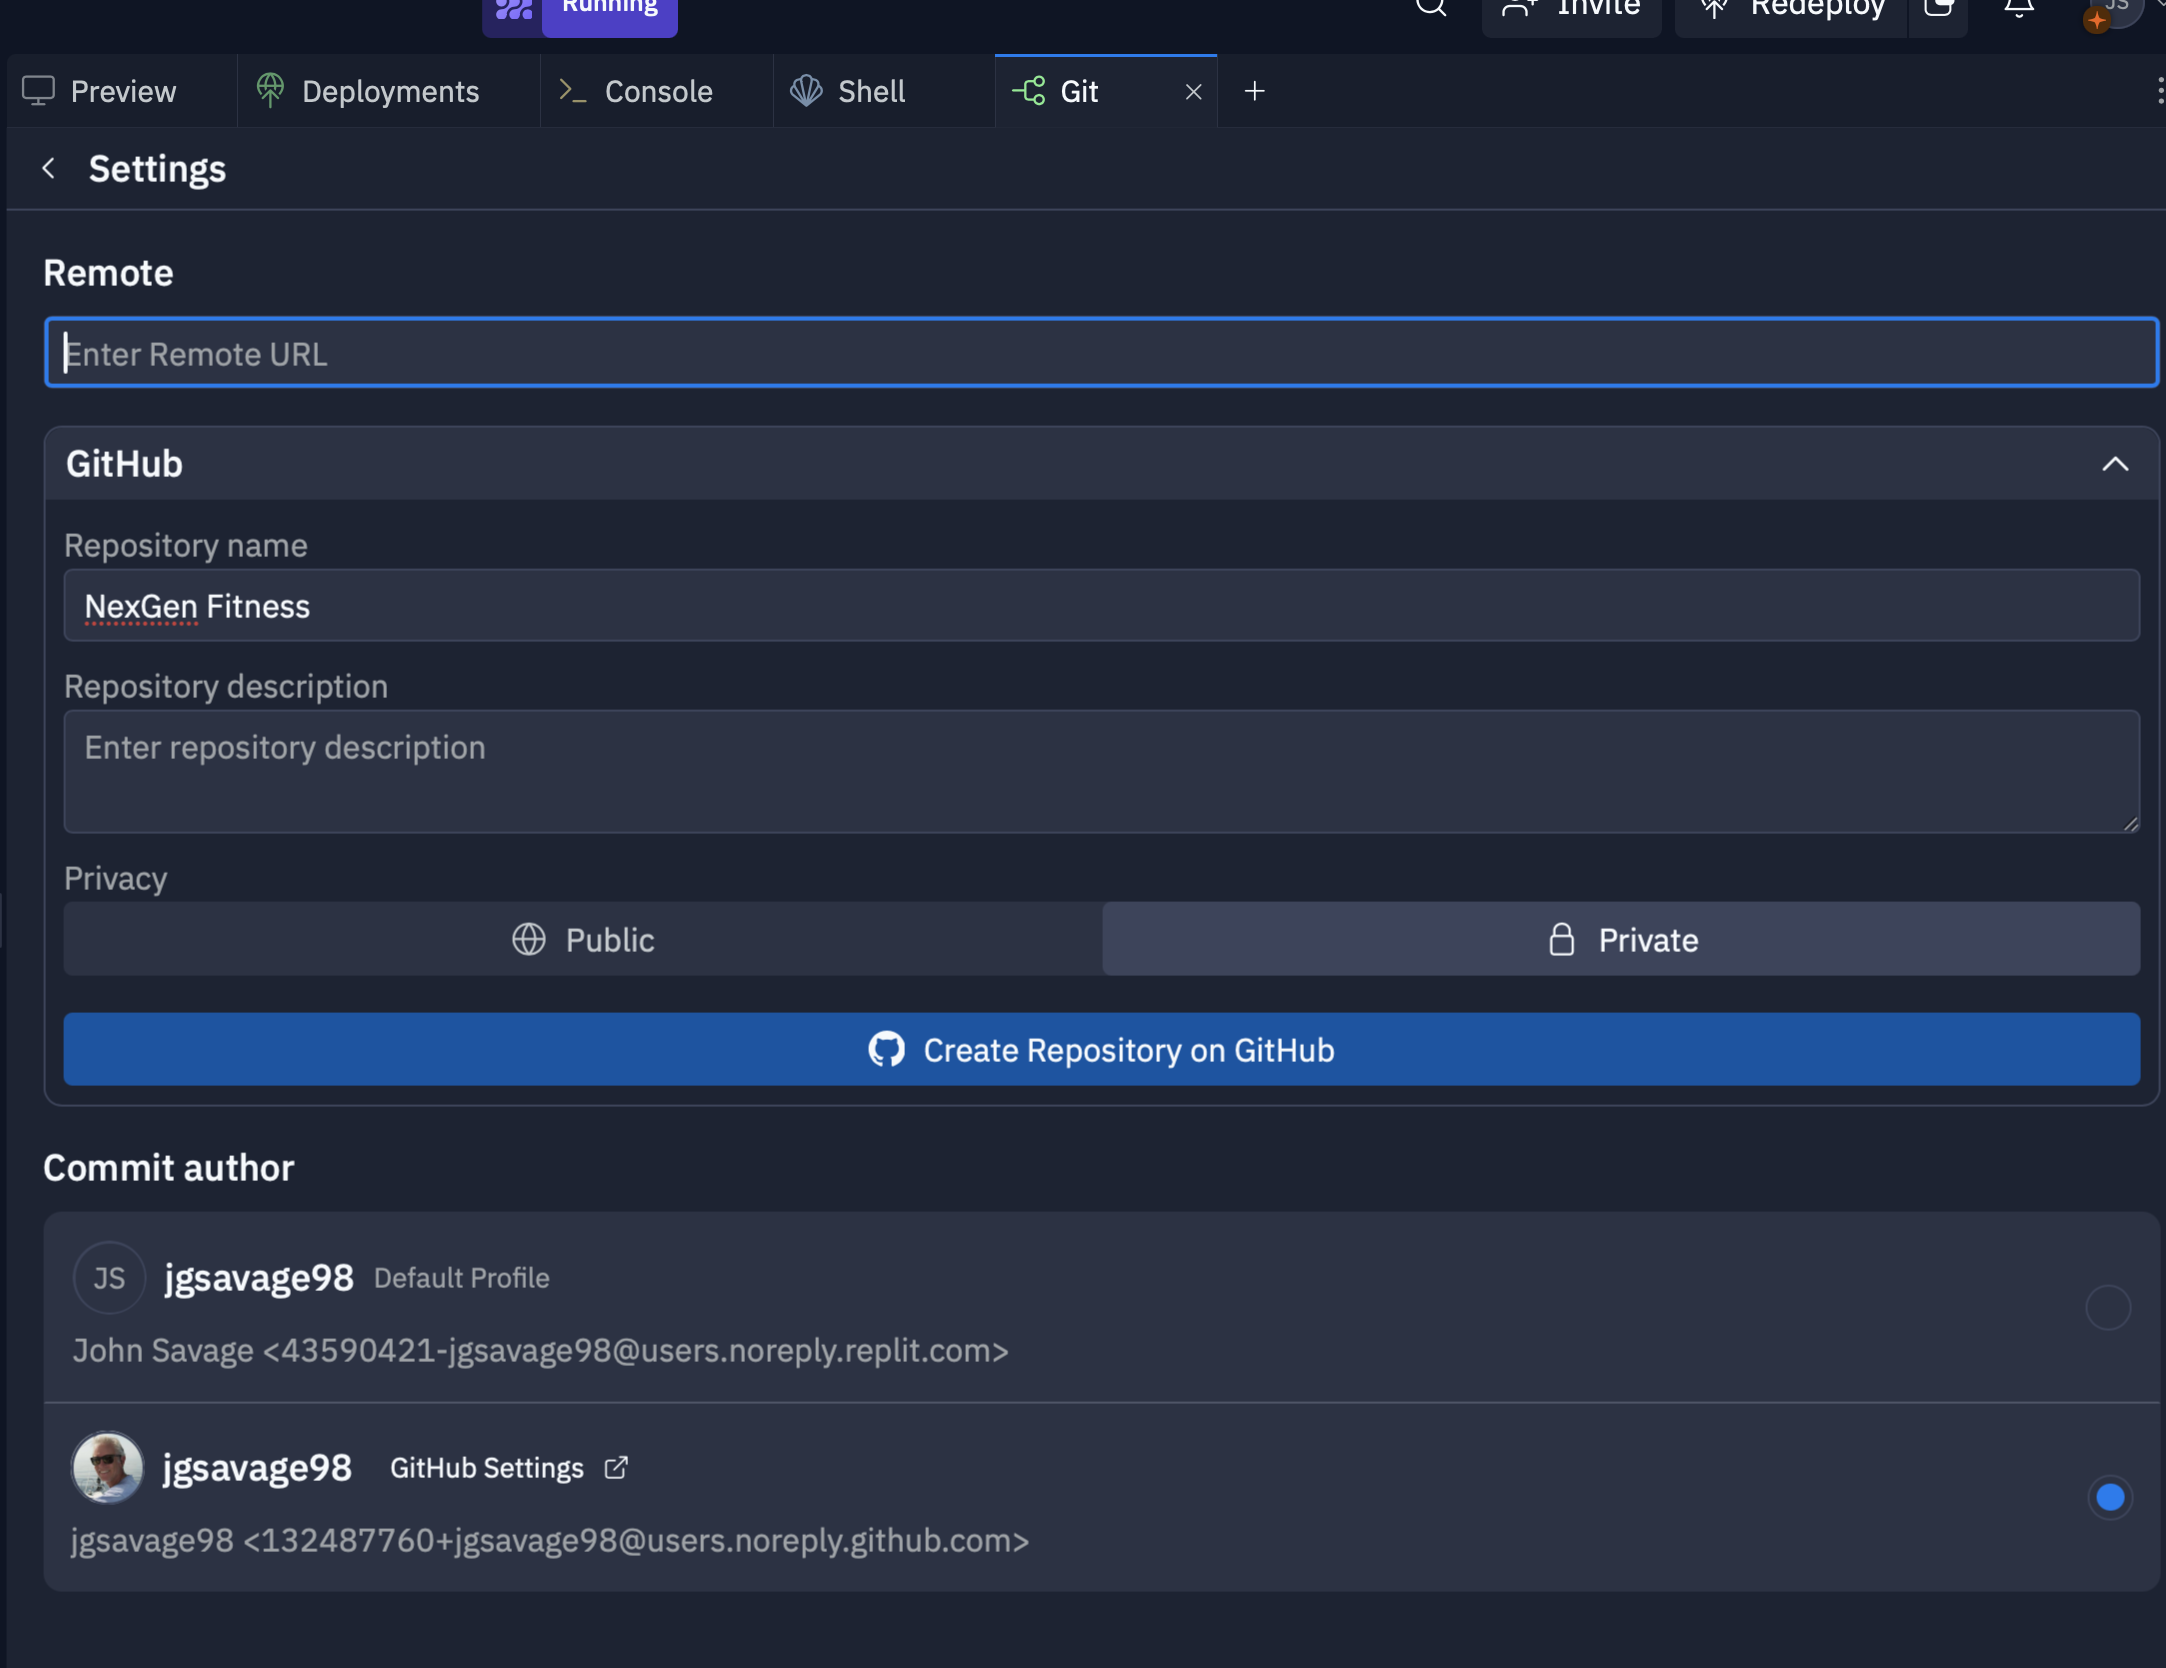 Running
Invite
Redeploy
JS
Preview
Deployments
Console
Shell
Git
Settings
Remote
Enter Remote URL
GitHub
Repository name
NexGen Fitness
Repository description
Enter repository description
Privacy
Public
Private
Create Repository on GitHub
Commit author
JS
jgsavage98 Default Profile
John Savage <43590421-jgsavage98@users.noreply.replit.com>
jgsavage98 GitHub Settings
jgsavage98 <132487760+jgsavage98@users.noreply.github.com>